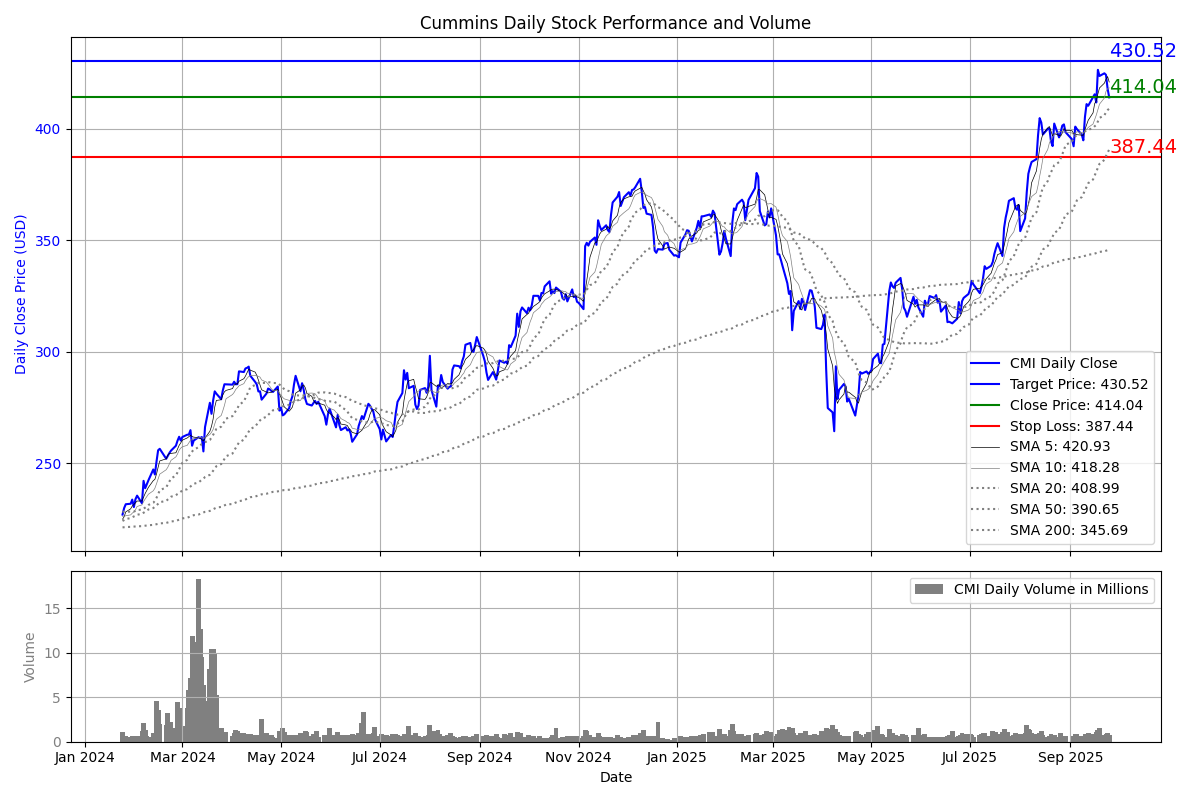 Cummins Daily Stock Performance and Volume
430.52
414.04
400
387.44
350
300
250
Daily Close Price (USD)
CMI Daily Close
Target Price: 430.52
Close Price: 414.04
Stop Loss: 387.44
SMA 5: 420.93
SMA 10: 418.28
SMA 20: 408.99
SMA 50: 390.65
SMA 200: 345.69
CMI Daily Volume in Millions
15
10
5
0
Volume
Jan 2024 Mar 2024 May 2024 Jul 2024 Sep 2024 Nov 2024 Jan 2025 Mar 2025 May 2025 Jul 2025 Sep 2025
Date